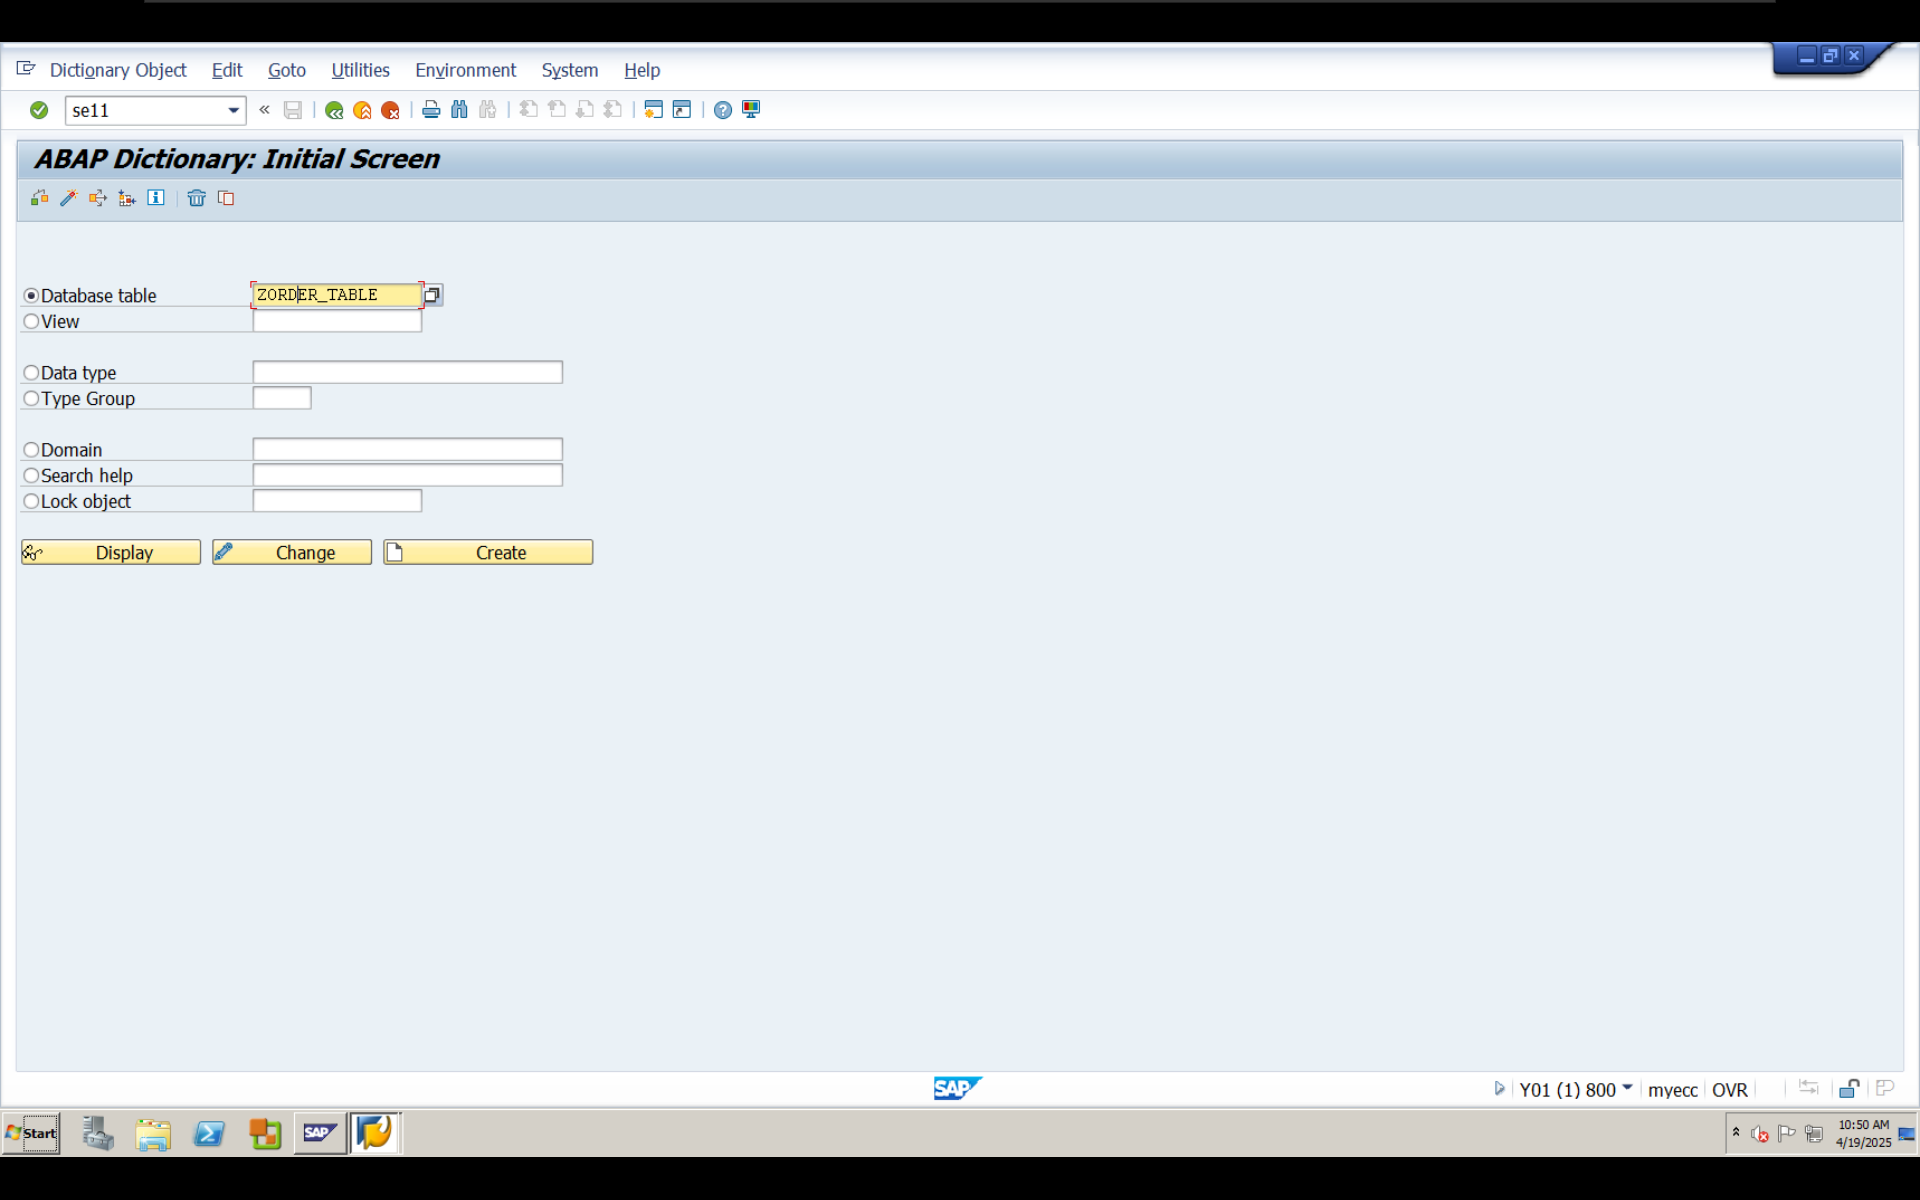 Dictionary Object Edit Goto Utilities Environment System Help
se11
ABAP Dictionary: Initial Screen
Database table ZORDER_TABLE
View
Data type
Type Group
Domain
Search help
Lock object
Display Change Create
SAP Y01 (1) 800 myecc OVR
Start SAP 10:50 AM
4/19/2025